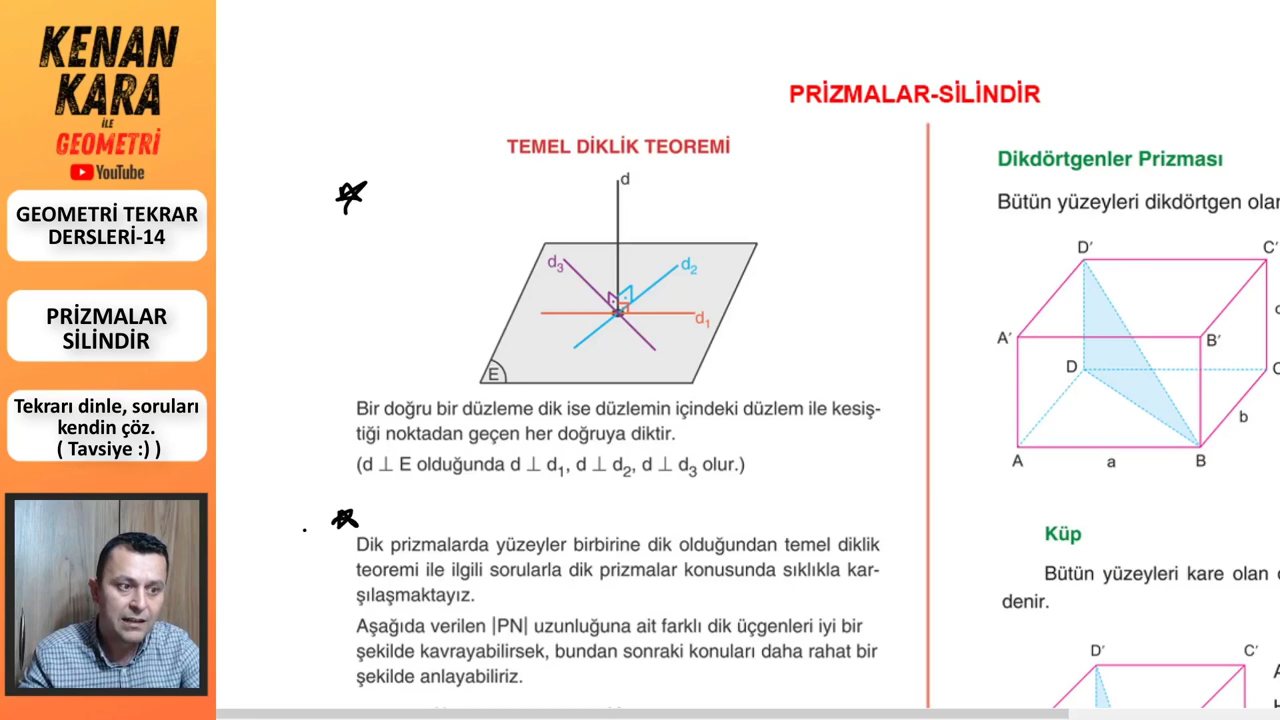 KENAN
KARA
İLE
GEOMETRİ
YouTube
GEOMETRİ TEKRAR
DERSLERİ-14
PRİZMALAR
SİLİNDİR
Tekrarı dinle, soruları
kendin çöz.
( Tavsiye :) )
PRİZMALAR-SİLİNDİR
TEMEL DİKLİK TEOREMİ
d
d3
d2
d1
E
Bir doğru bir düzleme dik ise düzlemin içindeki düzlem ile kesiş-
tiği noktadan geçen her doğruya diktir.
(d ⊥ E olduğunda d ⊥ d₁, d ⊥ d₂, d ⊥ d₃ olur.)
Dik prizmalarda yüzeyler birbirine dik olduğundan temel diklik
teoremi ile ilgili sorularla dik prizmalar konusunda sıklıkla kar-
şılaşmaktayız.
Aşağıda verilen |PN| uzunluğuna ait farklı dik üçgenleri iyi bir
şekilde kavrayabilirsek, bundan sonraki konuları daha rahat bir
şekilde anlayabiliriz.
Dikdörtgenler Prizması
Bütün yüzeyleri dikdörtgen olan
D' C'
A' B'
c
D C
b
A a B
Küp
Bütün yüzeyleri kare olan
denir.
D' C'